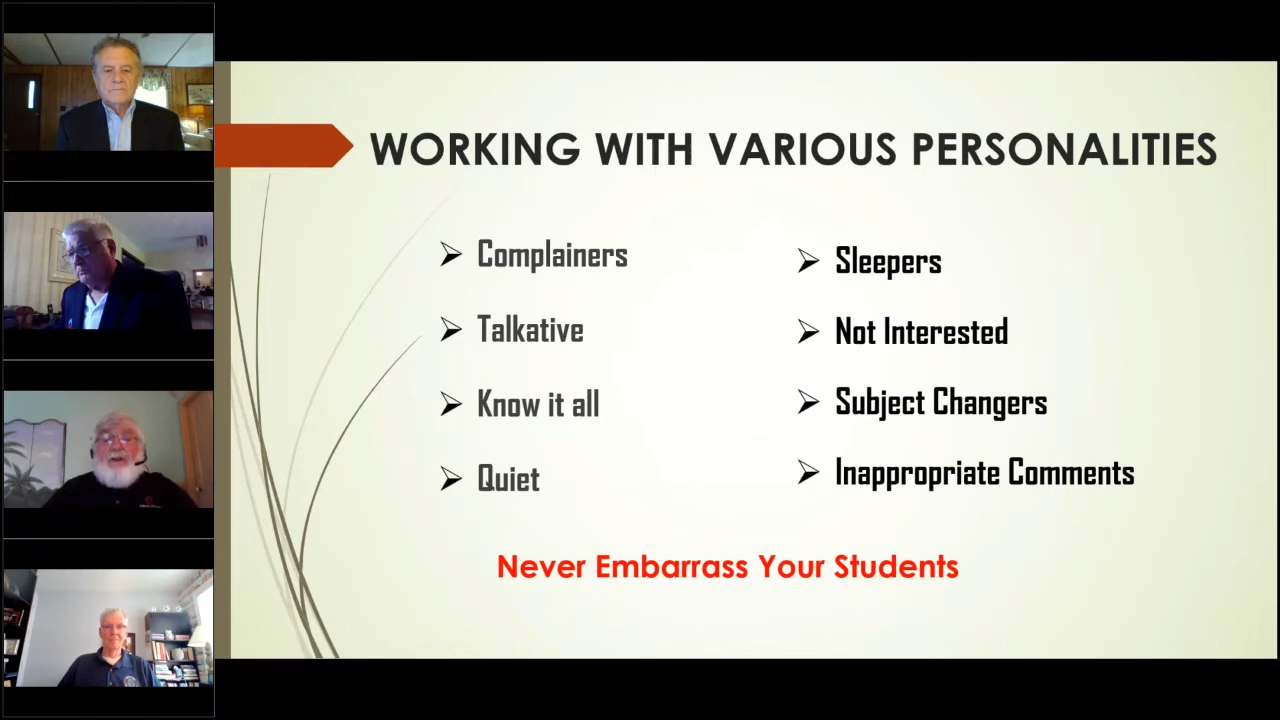 WORKING WITH VARIOUS PERSONALITIES
Complainers
Talkative
Know it all
Quiet
Sleepers
Not Interested
Subject Changers
Inappropriate Comments
Never Embarrass Your Students